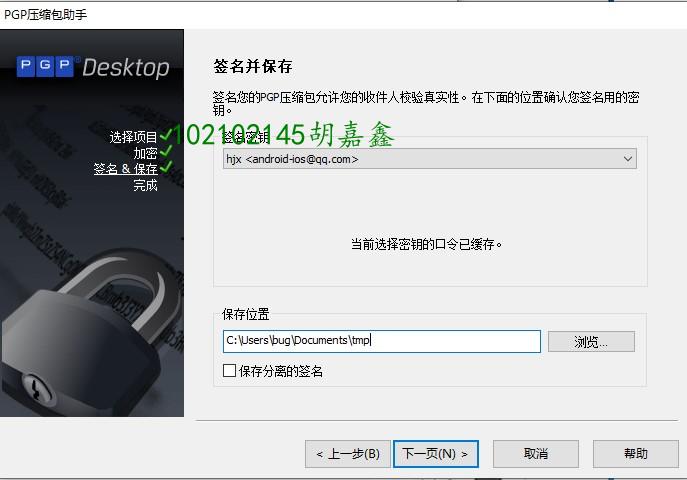 PGP压缩包助手
PGP® Desktop
选择项目
加密
签名 & 保存
完成
签名并保存
签名您的PGP压缩包允许您的收件人校验真实性。在下面的位置确认您签名用的密
钥。
102102145胡嘉鑫
签名密钥
hjx <android-ios@qq.com>
当前选择密钥的口令已缓存。
保存位置
C:\Users\bug\Documents\tmp
浏览...
保存分离的签名
< 上一步(B)
下一页(N) >
取消
帮助